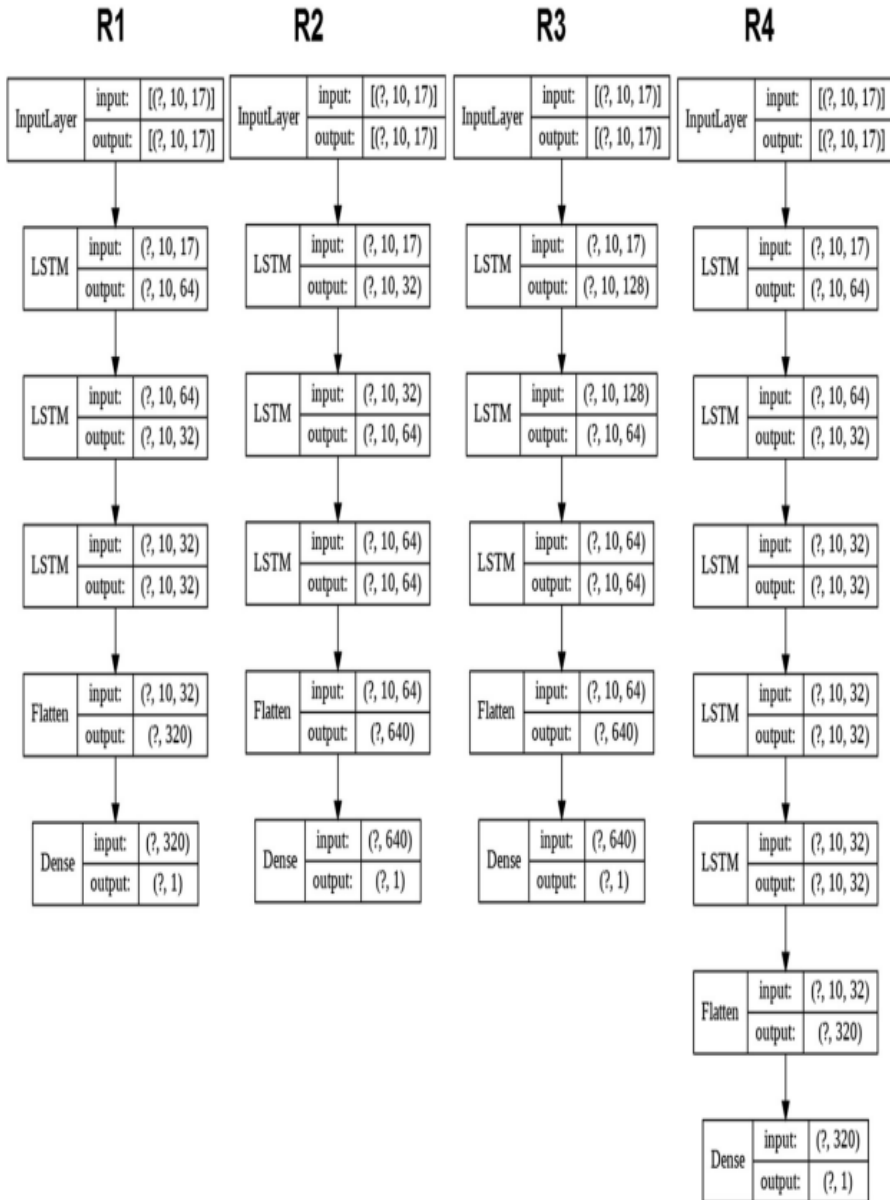 R1
InputLayer
input: [(?, 10, 17)]
output: [(?, 10, 17)]
LSTM
input: (?, 10, 17)
output: (?, 10, 64)
LSTM
input: (?, 10, 64)
output: (?, 10, 32)
LSTM
input: (?, 10, 32)
output: (?, 10, 32)
Flatten
input: (?, 10, 32)
output: (?, 320)
Dense
input: (?, 320)
output: (?, 1)
R2
InputLayer
input: [(?, 10, 17)]
output: [(?, 10, 17)]
LSTM
input: (?, 10, 17)
output: (?, 10, 32)
LSTM
input: (?, 10, 32)
output: (?, 10, 64)
LSTM
input: (?, 10, 64)
output: (?, 10, 64)
Flatten
input: (?, 10, 64)
output: (?, 640)
Dense
input: (?, 640)
output: (?, 1)
R3
InputLayer
input: [(?, 10, 17)]
output: [(?, 10, 17)]
LSTM
input: (?, 10, 17)
output: (?, 10, 128)
LSTM
input: (?, 10, 128)
output: (?, 10, 64)
LSTM
input: (?, 10, 64)
output: (?, 10, 64)
Flatten
input: (?, 10, 64)
output: (?, 640)
Dense
input: (?, 640)
output: (?, 1)
R4
InputLayer
input: [(?, 10, 17)]
output: [(?, 10, 17)]
LSTM
input: (?, 10, 17)
output: (?, 10, 64)
LSTM
input: (?, 10, 64)
output: (?, 10, 32)
LSTM
input: (?, 10, 32)
output: (?, 10, 32)
LSTM
input: (?, 10, 32)
output: (?, 10, 32)
LSTM
input: (?, 10, 32)
output: (?, 10, 32)
Flatten
input: (?, 10, 32)
output: (?, 320)
Dense
input: (?, 320)
output: (?, 1)